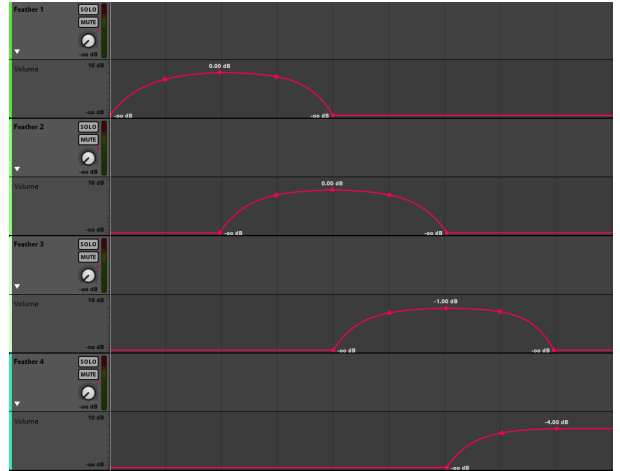 Feather 1 SOLO
MUTE
-oo dB
Volume 10 dB
0.00 dB
-oo dB -oo dB -oo dB
Feather 2 SOLO
MUTE
-oo dB
Volume 10 dB
0.00 dB
-oo dB -oo dB -oo dB
Feather 3 SOLO
MUTE
-oo dB
Volume 10 dB
-1.00 dB
-oo dB -oo dB -oo dB
Feather 4 SOLO
MUTE
-oo dB
Volume 10 dB
-4.00 dB
-oo dB -oo dB